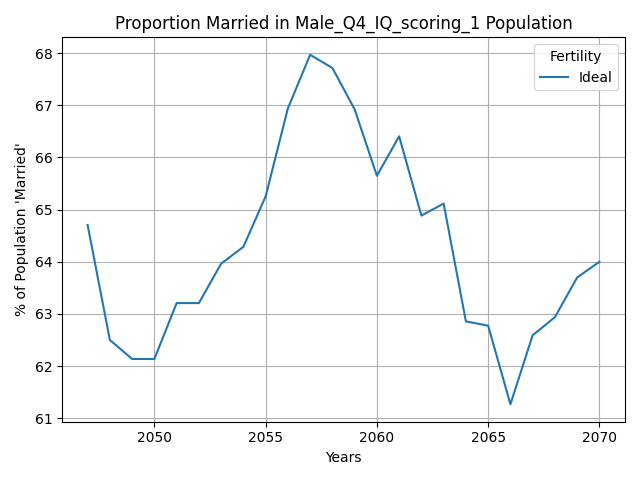 Proportion Married in Male_Q4_IQ_scoring_1 Population
68
67
66
65
64
63
62
61
% of Population 'Married'
Fertility
Ideal
2050 2055 2060 2065 2070
Years